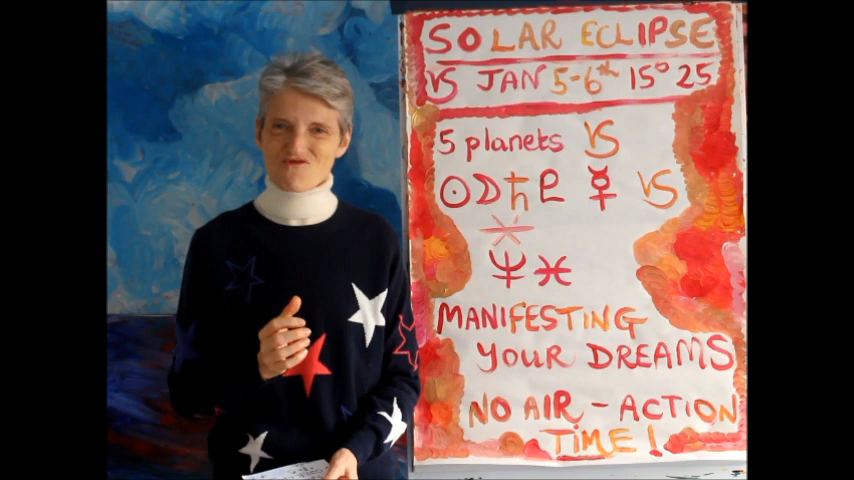 SOLAR ECLIPSE
♑ JAN 5-6th 15° 25
5 planets ♑
☉☽♄♇ ☿ ♑
⚹
♆ ♓
MANIFESTING
YOUR DREAMS
NO AIR - ACTION
TIME!